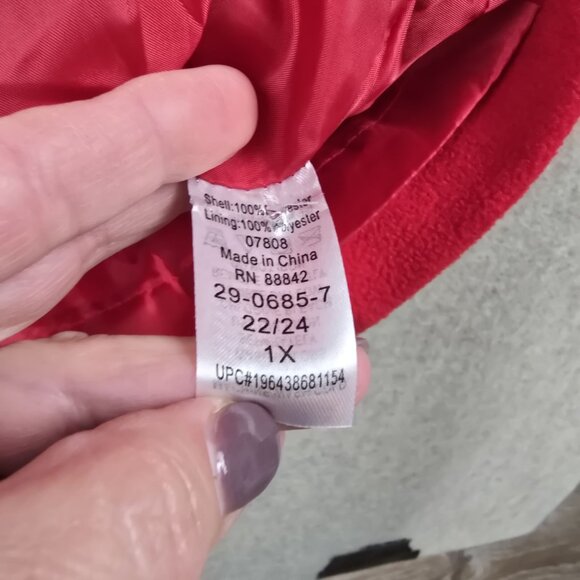 Shell:100% Polyester
Lining:100% Polyester
07808
Made in China
RN 88842
29-0685-7
22/24
1X
UPC#196438681154